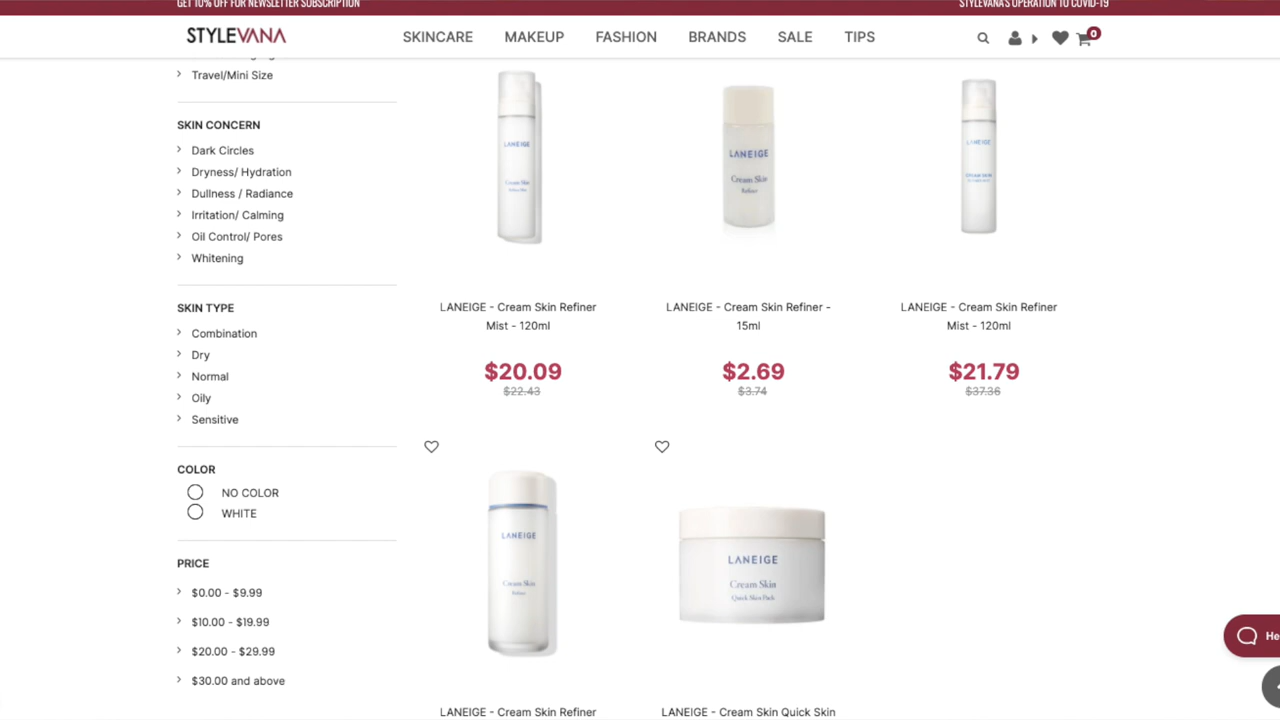 GET 10% OFF FOR NEWSLETTER SUBSCRIPTION
STYLEVANA'S OPERATION TO COVID-19
STYLEVANA
SKINCARE
MAKEUP
FASHION
BRANDS
SALE
TIPS
0
Travel/Mini Size
SKIN CONCERN
Dark Circles
Dryness/ Hydration
Dullness / Radiance
Irritation/ Calming
Oil Control/ Pores
Whitening
SKIN TYPE
Combination
Dry
Normal
Oily
Sensitive
COLOR
NO COLOR
WHITE
PRICE
$0.00 - $9.99
$10.00 - $19.99
$20.00 - $29.99
$30.00 and above
LANEIGE
Cream Skin
LANEIGE - Cream Skin Refiner
Mist - 120ml
$20.09
$22.43
LANEIGE
Cream Skin
Refiner
LANEIGE - Cream Skin Refiner -
15ml
$2.69
$3.74
LANEIGE
CREAM SKIN
LANEIGE - Cream Skin Refiner
Mist - 120ml
$21.79
$37.36
LANEIGE
Cream Skin
Refiner
LANEIGE - Cream Skin Refiner
LANEIGE
Cream Skin
Quick Skin Pack
LANEIGE - Cream Skin Quick Skin
He